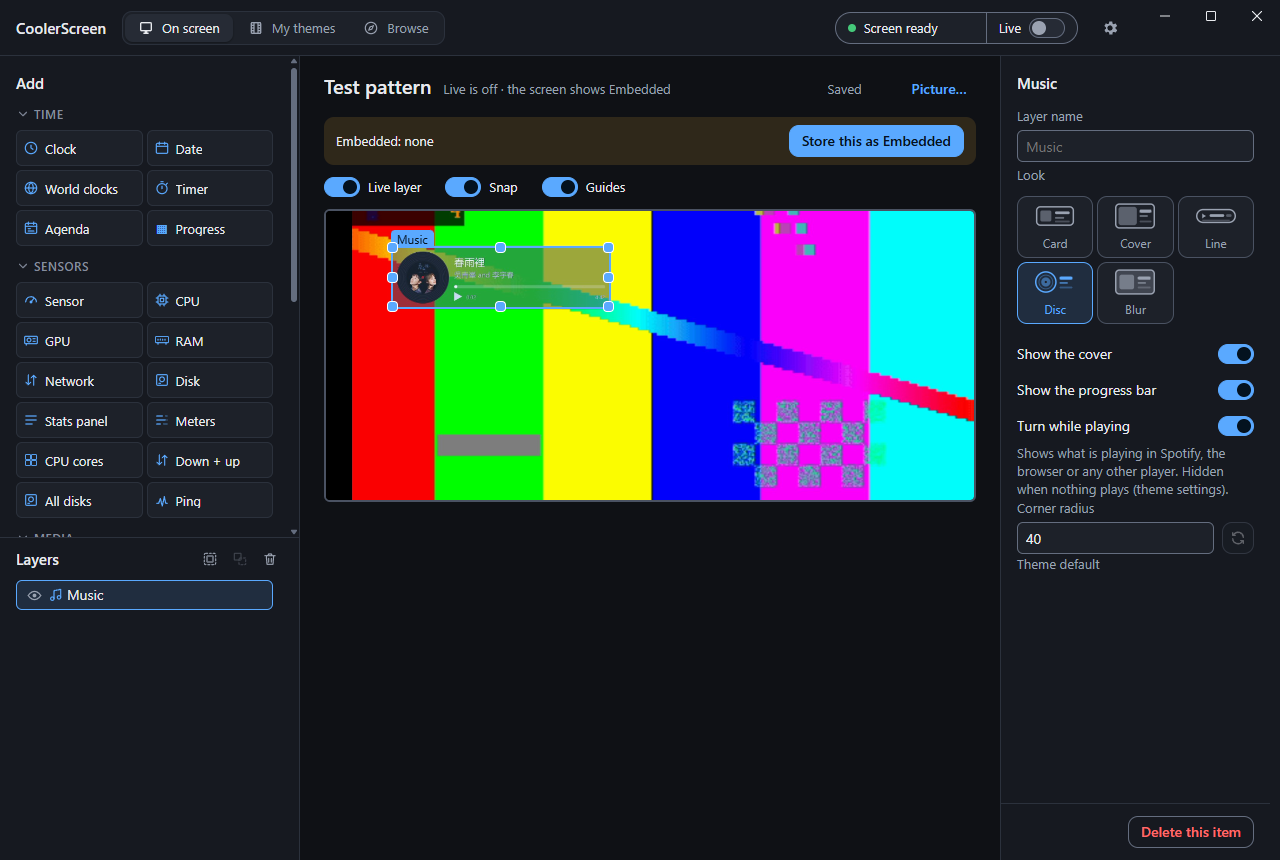 CoolerScreen
On screen
My themes
Browse
Screen ready
Live
Add
TIME
Clock
Date
World clocks
Timer
Agenda
Progress
SENSORS
Sensor
CPU
GPU
RAM
Network
Disk
Stats panel
Meters
CPU cores
Down + up
All disks
Ping
MEDIA
Layers
Music
Test pattern
Live is off · the screen shows Embedded
Saved
Picture...
Embedded: none
Store this as Embedded
Live layer
Snap
Guides
Music
春雨裡
Music
Layer name
Music
Look
Card
Cover
Line
Disc
Blur
Show the cover
Show the progress bar
Turn while playing
Shows what is playing in Spotify, the
browser or any other player. Hidden
when nothing plays (theme settings).
Corner radius
40
Theme default
Delete this item